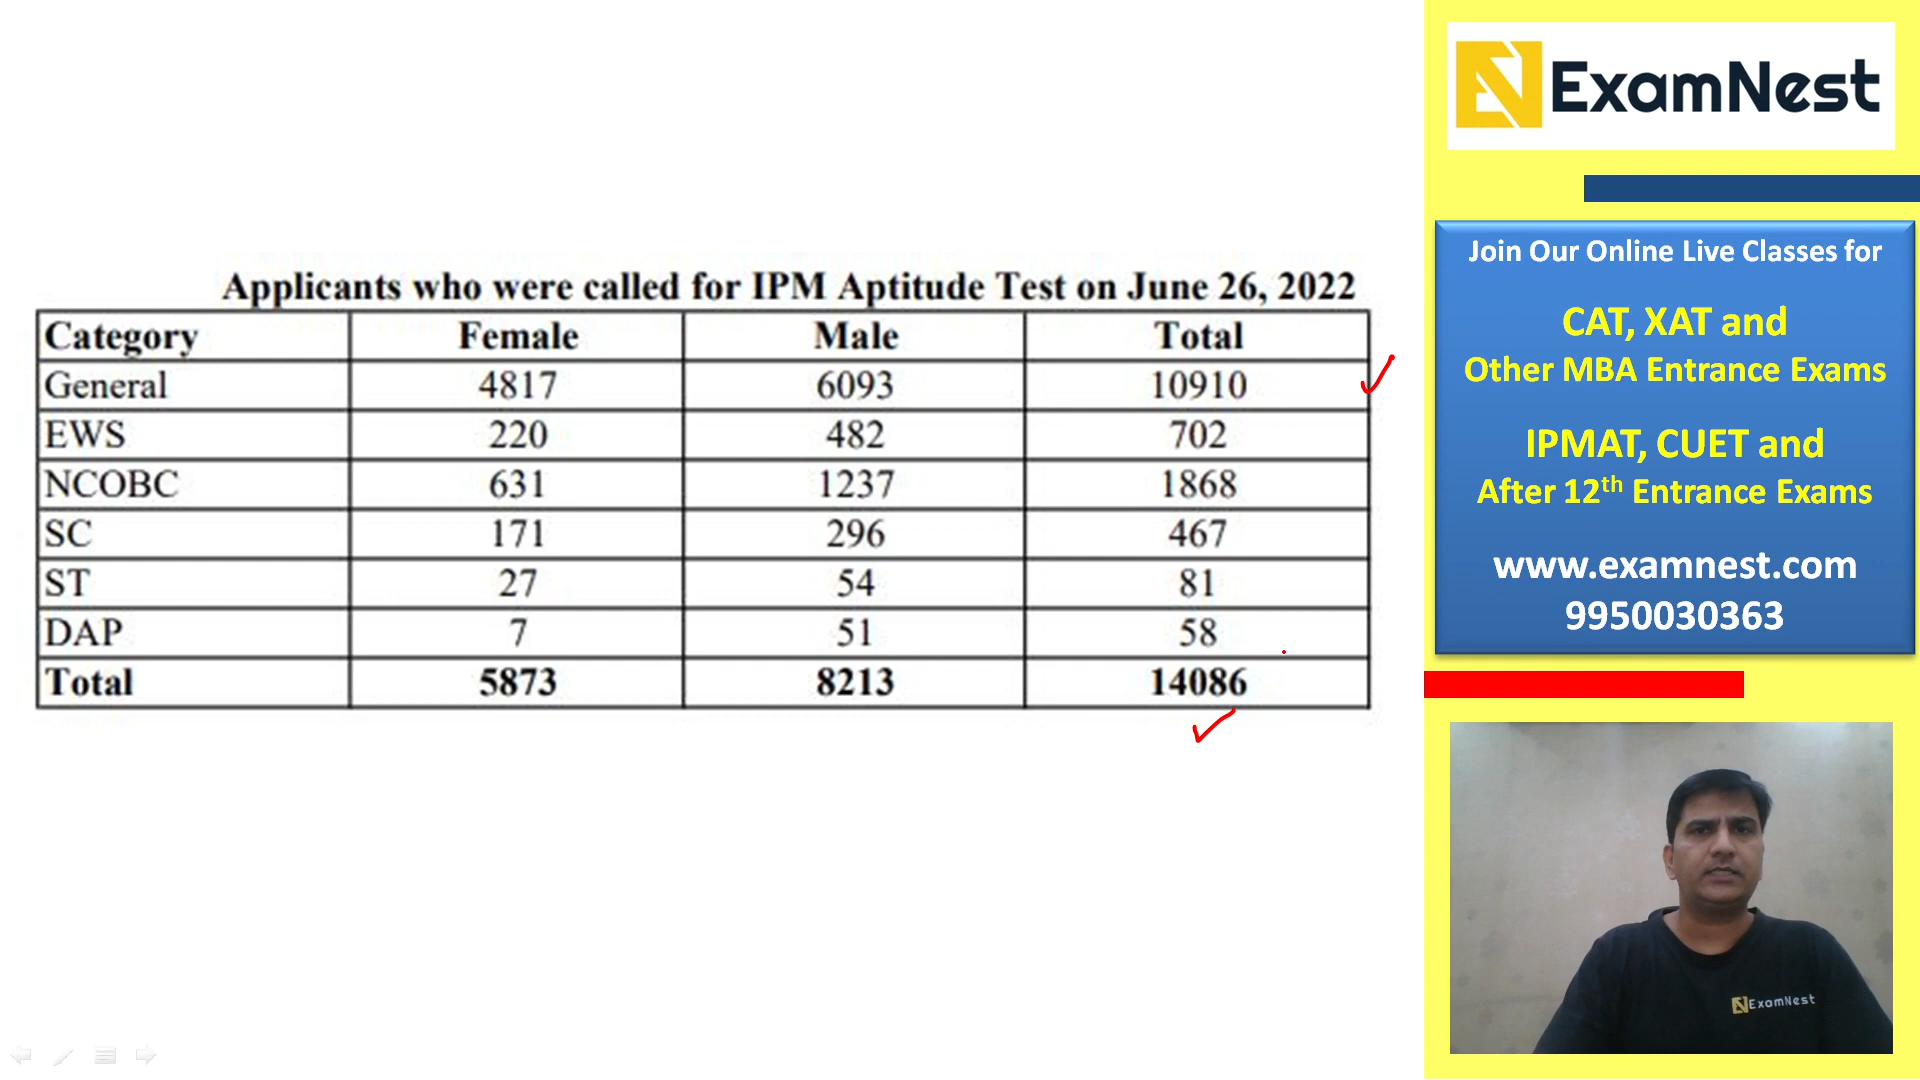 Applicants who were called for IPM Aptitude Test on June 26, 2022
Category Female Male Total
General 4817 6093 10910
EWS 220 482 702
NCOBC 631 1237 1868
SC 171 296 467
ST 27 54 81
DAP 7 51 58
Total 5873 8213 14086
ExamNest
Join Our Online Live Classes for
CAT, XAT and
Other MBA Entrance Exams
IPMAT, CUET and
After 12th Entrance Exams
www.examnest.com
9950030363
ExamNest